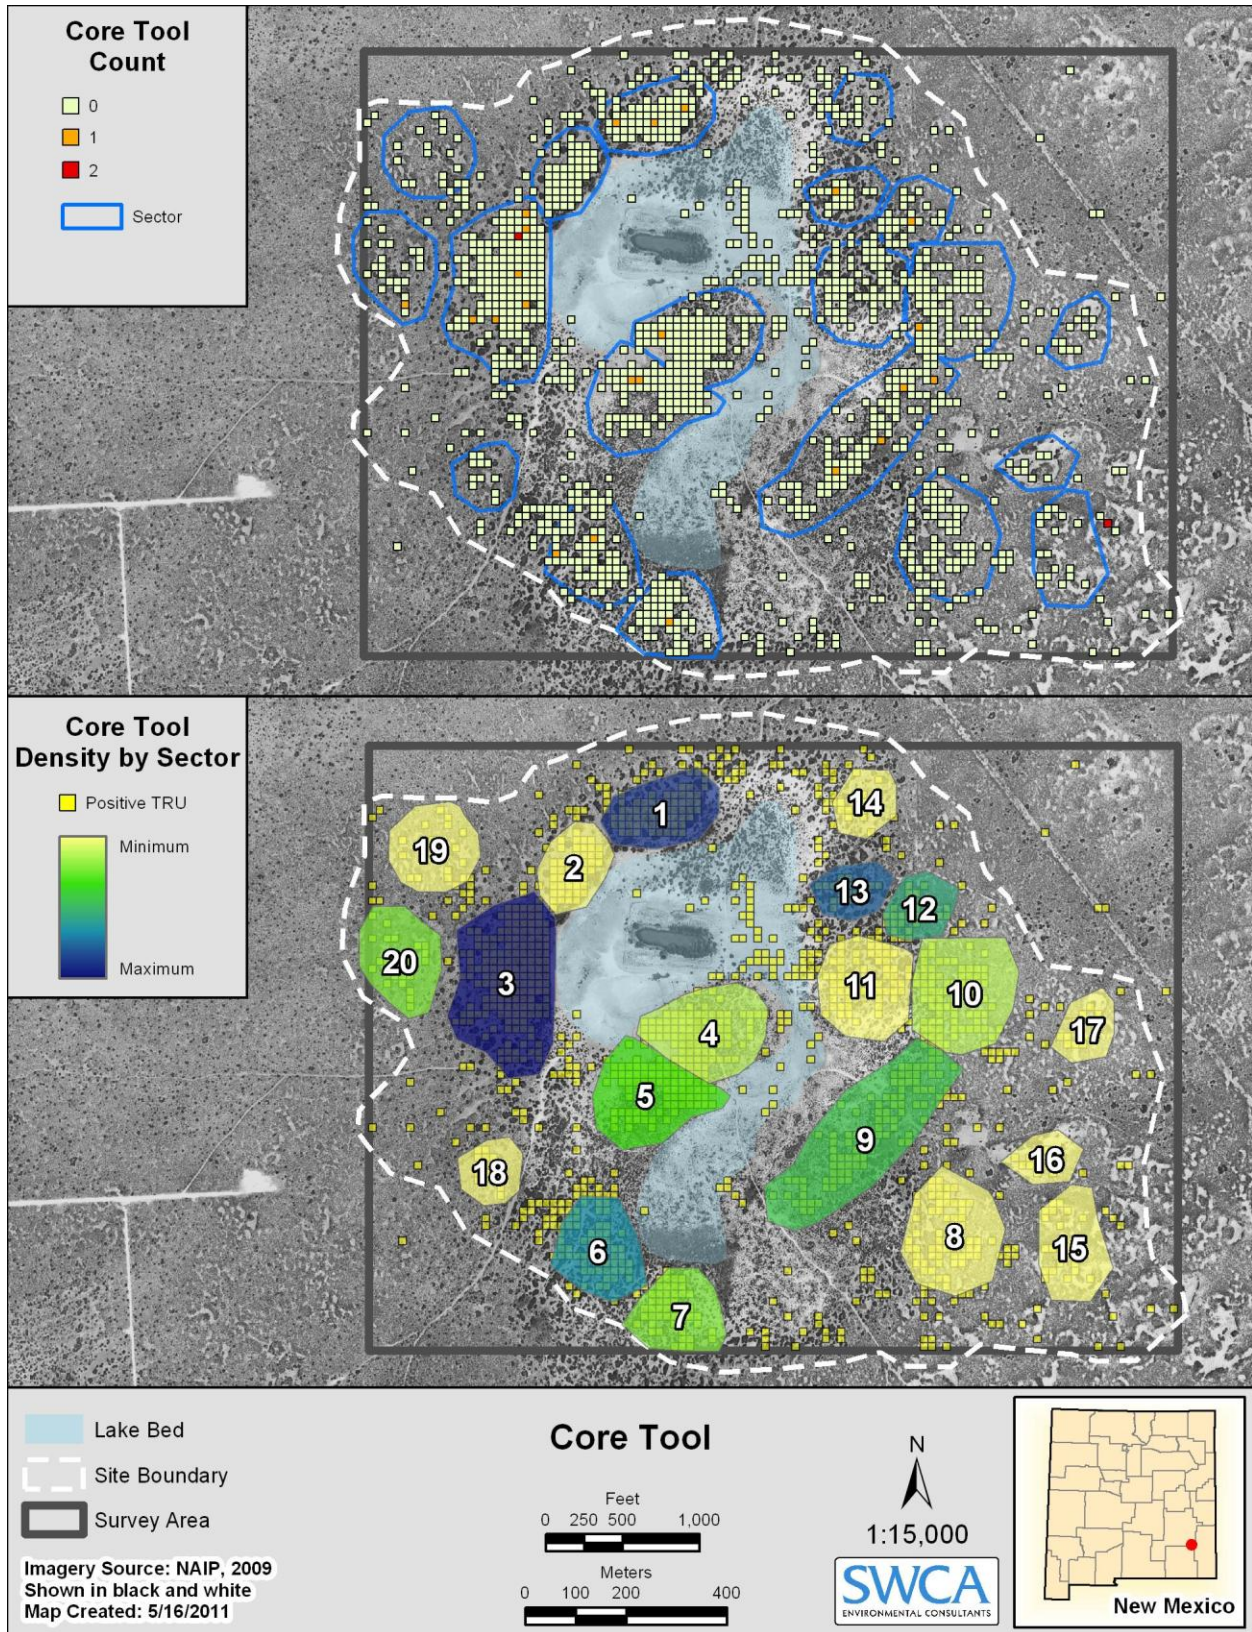 Core Tool
Count
0
1
2
Sector
Core Tool
Density by Sector
Positive TRU
Minimum
Maximum
1
14
19
2
13
12
20
3
11
10
4
17
5
9
16
18
6
8
15
7
Lake Bed
Site Boundary
Survey Area
Imagery Source: NAIP, 2009
Shown in black and white
Map Created: 5/16/2011
Core Tool
Feet
0 250 500 1,000
Meters
0 100 200 400
N
1:15,000
SWCA
ENVIRONMENTAL CONSULTANTS
New Mexico